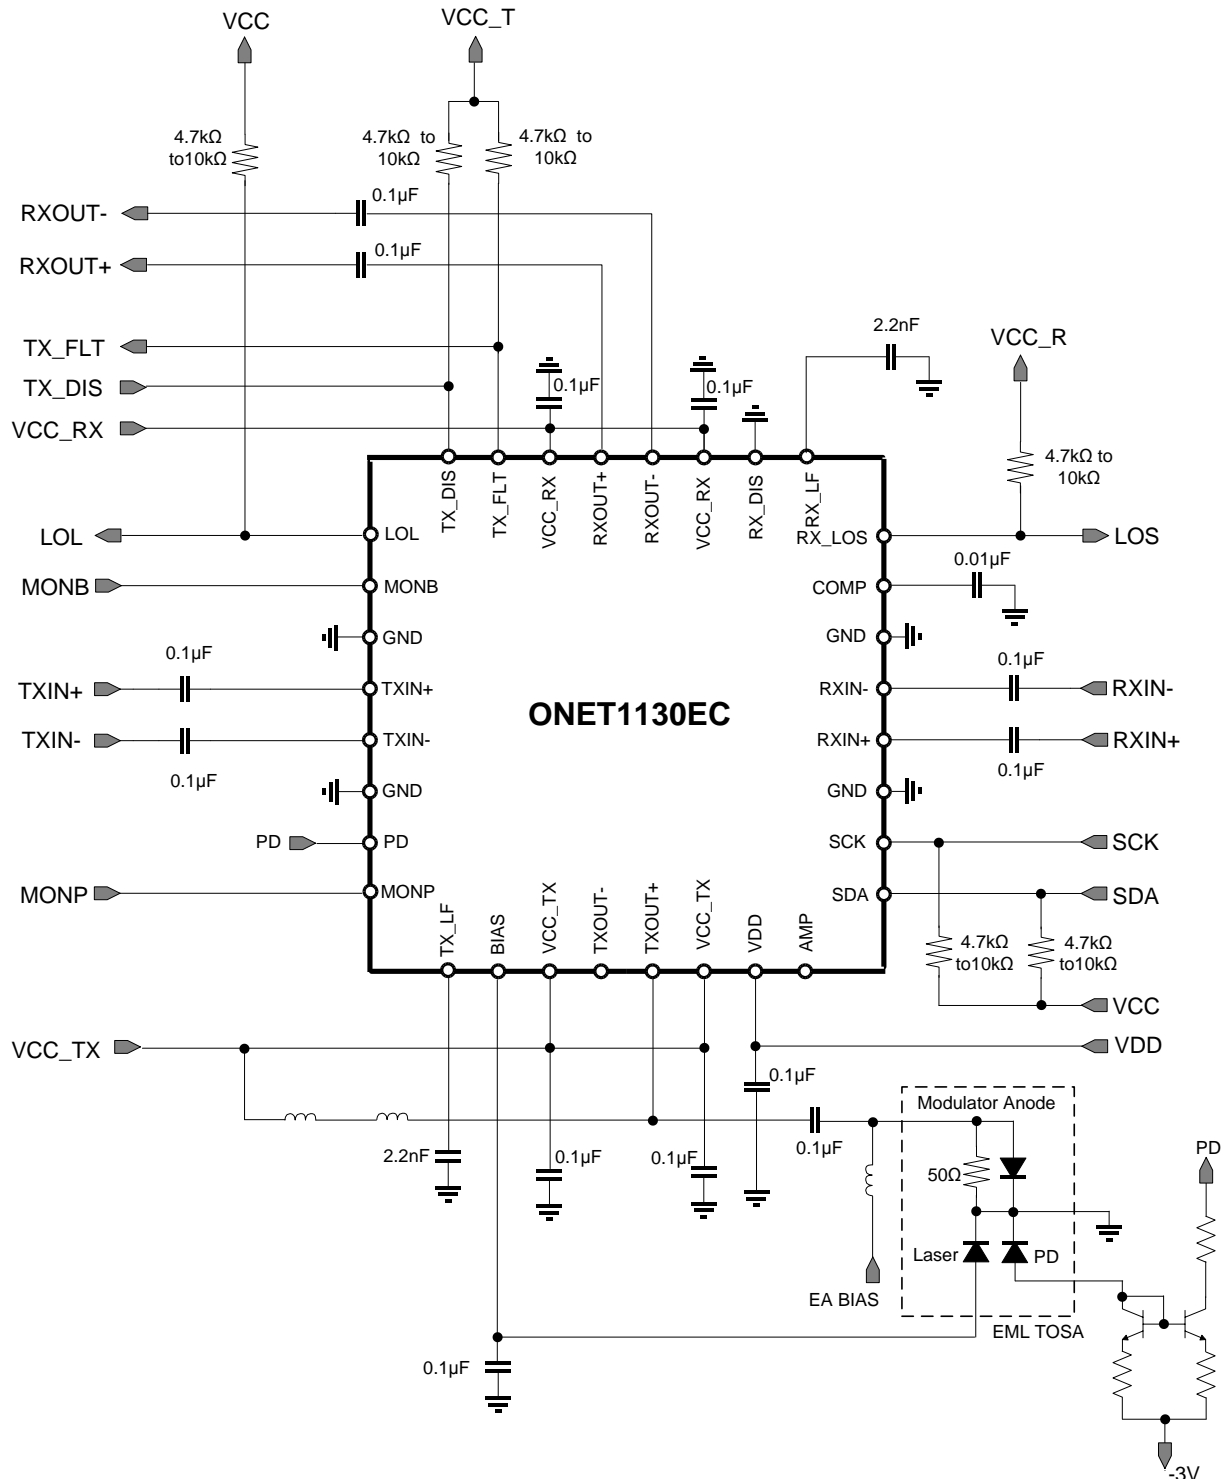 VCC
VCC_T
4.7kΩ
to10kΩ
4.7kΩ to
10kΩ
4.7kΩ to
10kΩ
RXOUT-
0.1µF
RXOUT+
0.1µF
TX_FLT
TX_DIS
VCC_RX
0.1µF
0.1µF
2.2nF
VCC_R
4.7kΩ to
10kΩ
TX_DIS
TX_FLT
VCC_RX
RXOUT+
RXOUT-
VCC_RX
RX_DIS
RX_LF
LOL
LOL
RX_LOS
LOS
MONB
MONB
COMP
0.01µF
GND
GND
TXIN+
0.1µF
TXIN+
RXIN-
0.1µF
RXIN-
ONET1130EC
TXIN-
0.1µF
TXIN-
RXIN+
0.1µF
RXIN+
GND
GND
PD
PD
SCK
SCK
MONP
MONP
SDA
SDA
TX_LF
BIAS
VCC_TX
TXOUT-
TXOUT+
VCC_TX
VDD
AMP
4.7kΩ
to10kΩ
4.7kΩ
to10kΩ
VCC
VCC_TX
VDD
0.1µF
2.2nF
0.1µF
0.1µF
0.1µF
Modulator Anode
50Ω
PD
Laser
PD
EA BIAS
EML TOSA
0.1µF
-3V